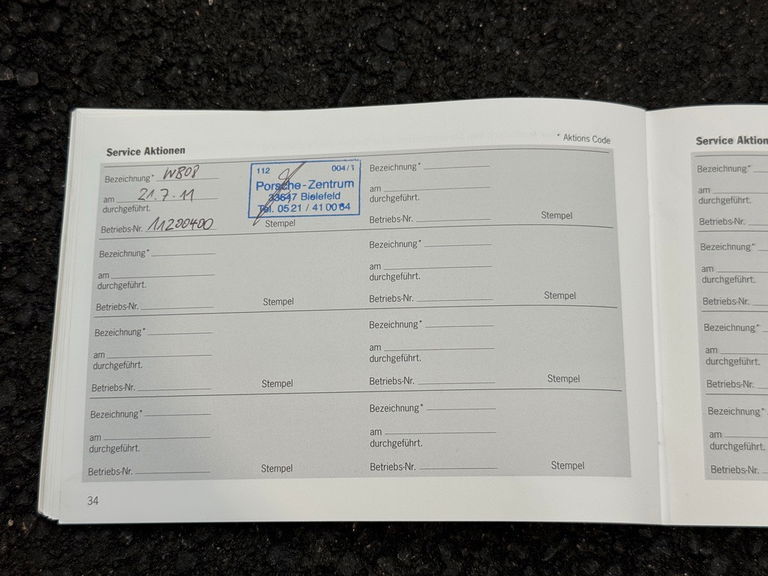 * Aktions Code
Service Aktionen
Bezeichnung* W808
am 21.7.11
durchgeführt.
Betriebs-Nr. 11200400
112 004/1
Porsche-Zentrum
33647 Bielefeld
Tel. 05 21 / 41 00 64
Stempel
Bezeichnung*
am
durchgeführt.
Betriebs-Nr. Stempel
Bezeichnung*
am
durchgeführt.
Betriebs-Nr. Stempel
Bezeichnung*
am
durchgeführt.
Betriebs-Nr. Stempel
Bezeichnung*
am
durchgeführt.
Betriebs-Nr. Stempel
Bezeichnung*
am
durchgeführt.
Betriebs-Nr. Stempel
Bezeichnung*
am
durchgeführt.
Betriebs-Nr. Stempel
Bezeichnung*
am
durchgeführt.
Betriebs-Nr. Stempel
34
Service Aktion
Bezeichnung*
am
durchgeführt.
Betriebs-Nr.
Bezeichnung*
am
durchgeführt.
Betriebs-Nr.
Bezeichnung*
am
durchgeführt.
Betriebs-Nr.
Bezeichnung*
am
durchgeführt.
Betriebs-Nr.